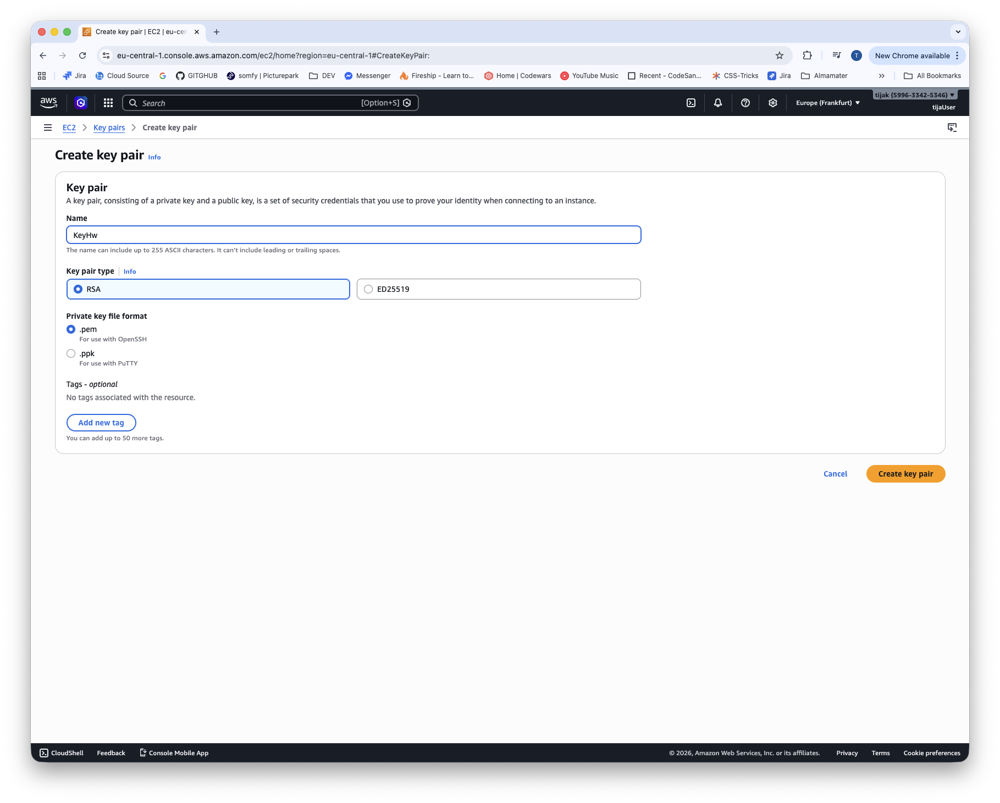 Create key pair | EC2 | eu-cen
eu-central-1.console.aws.amazon.com/ec2/home?region=eu-central-1#CreateKeyPair:
T
New Chrome available
Jira
Cloud Source
GITGHUB
somfy | Picturepark
DEV
Messenger
Fireship - Learn to...
Home | Codewars
YouTube Music
Recent - CodeSan...
CSS-Tricks
Jira
Almamater
All Bookmarks
aws
Search
[Option+S]
Europe (Frankfurt)
tijak (5996-3342-5346)
tijaUser
EC2
Key pairs
Create key pair
Create key pair Info
Key pair
A key pair, consisting of a private key and a public key, is a set of security credentials that you use to prove your identity when connecting to an instance.
Name
KeyHw
The name can include up to 255 ASCII characters. It can't include leading or trailing spaces.
Key pair type Info
RSA
ED25519
Private key file format
.pem
For use with OpenSSH
.ppk
For use with PuTTY
Tags - optional
No tags associated with the resource.
Add new tag
You can add up to 50 more tags.
Cancel
Create key pair
CloudShell
Feedback
Console Mobile App
© 2026, Amazon Web Services, Inc. or its affiliates.
Privacy
Terms
Cookie preferences